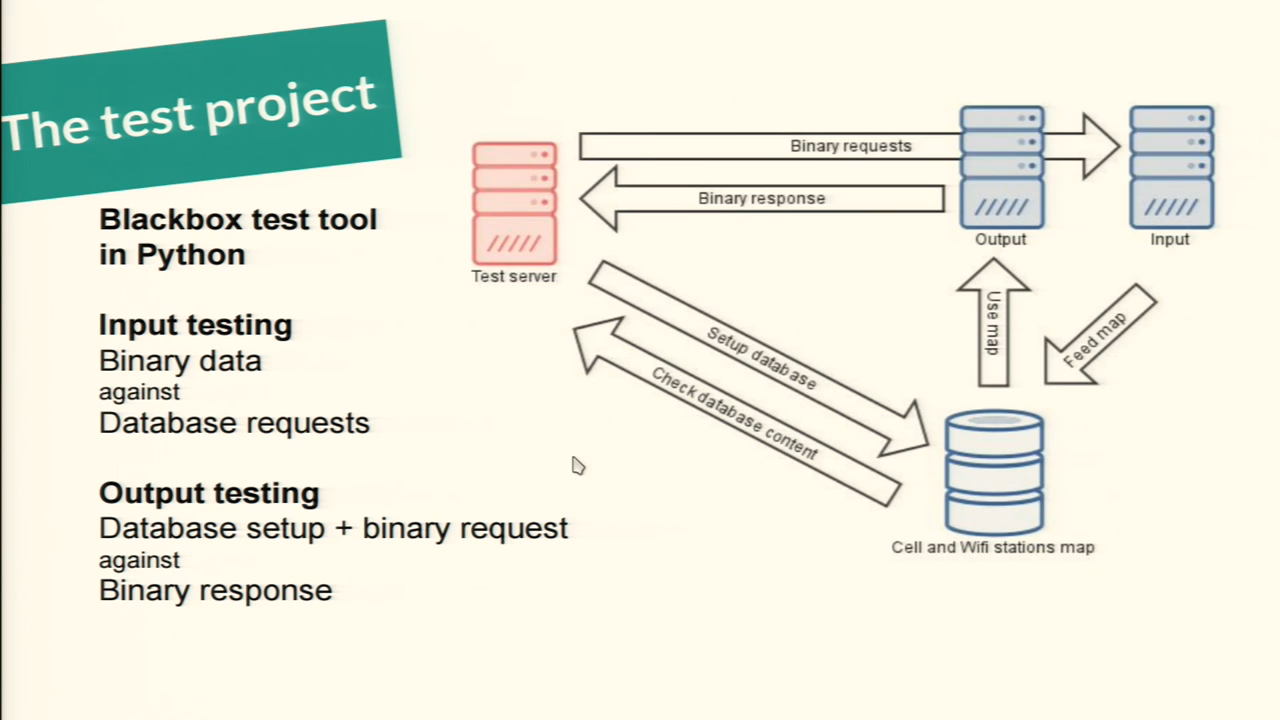 The test project
Blackbox test tool
in Python
Input testing
Binary data
against
Database requests
Output testing
Database setup + binary request
against
Binary response
Binary requests
Binary response
Test server
Output
Input
Use map
Feed map
Setup database
Check database content
Cell and Wifi stations map